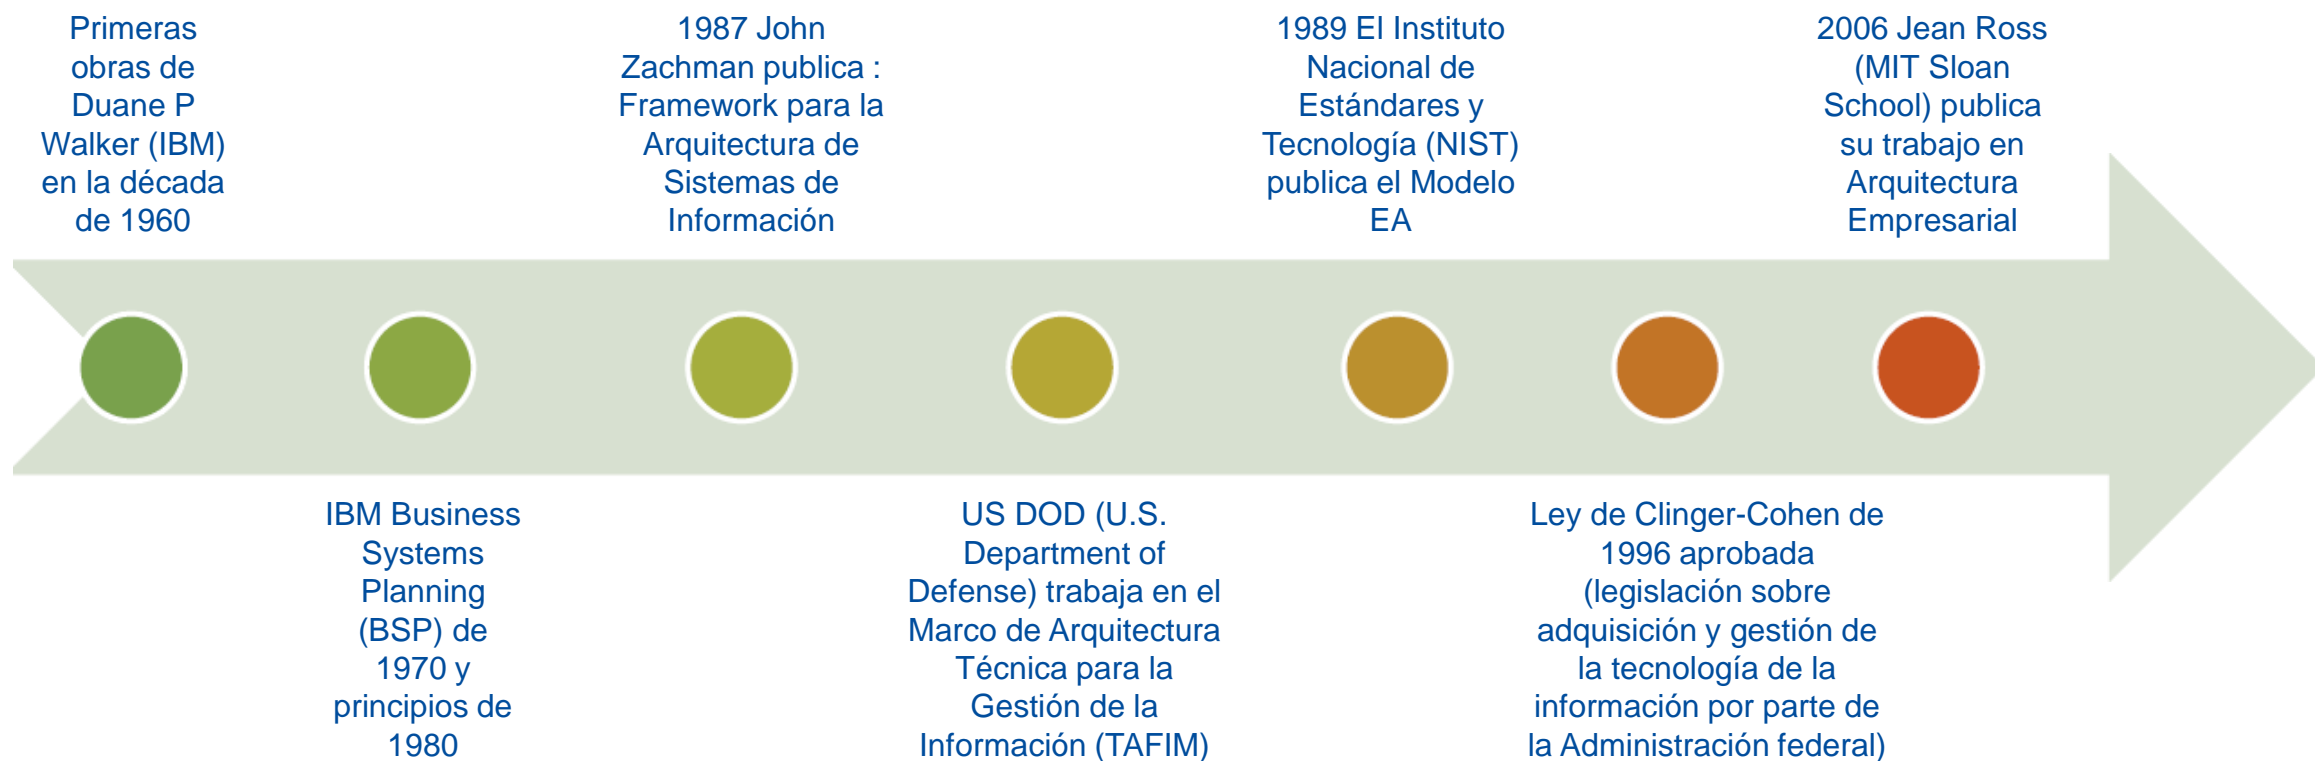 Primeras
obras de
Duane P
Walker (IBM)
en la década
de 1960
IBM Business
Systems
Planning
(BSP) de
1970 y
principios de
1980
1987 John
Zachman publica :
Framework para la
Arquitectura de
Sistemas de
Información
US DOD (U.S.
Department of
Defense) trabaja en el
Marco de Arquitectura
Técnica para la
Gestión de la
Información (TAFIM)
1989 El Instituto
Nacional de
Estándares y
Tecnología (NIST)
publica el Modelo
EA
Ley de Clinger-Cohen de
1996 aprobada
(legislación sobre
adquisición y gestión de
la tecnología de la
información por parte de
la Administración federal)
2006 Jean Ross
(MIT Sloan
School) publica
su trabajo en
Arquitectura
Empresarial